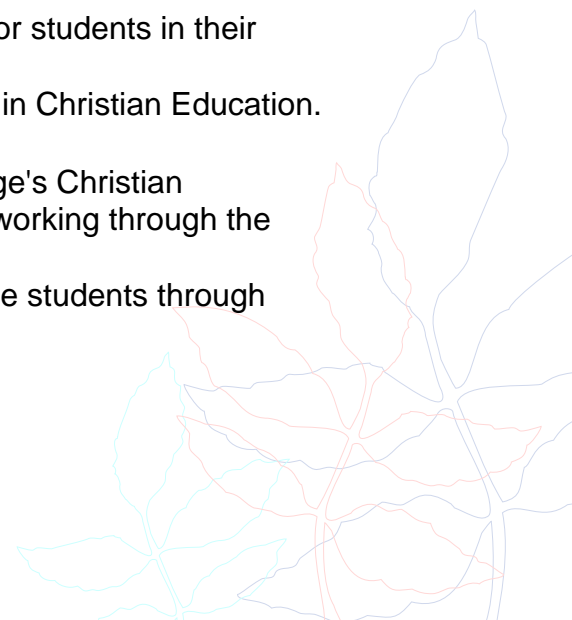 or students in their
in Christian Education.
ge's Christian
working through the
e students through